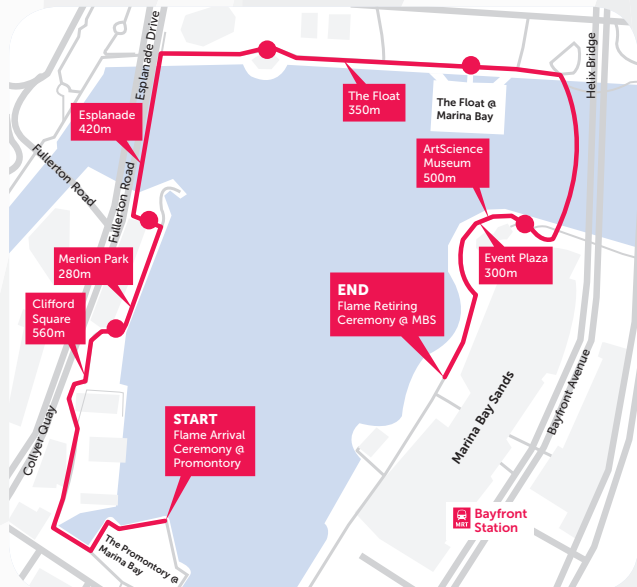 Esplanade Drive
Helix Bridge
Esplanade
420m
The Float
350m
The Float @
Marina Bay
Fullerton Road
Fullerton Road
ArtScience
Museum
500m
Merlion Park
280m
Event Plaza
300m
Clifford
Square
560m
END
Flame Retiring
Ceremony @ MBS
Marina Bay Sands
Bayfront Avenue
Collyer Quay
START
Flame Arrival
Ceremony @
Promontory
MRT
Bayfront
Station
The Promontory @
Marina Bay